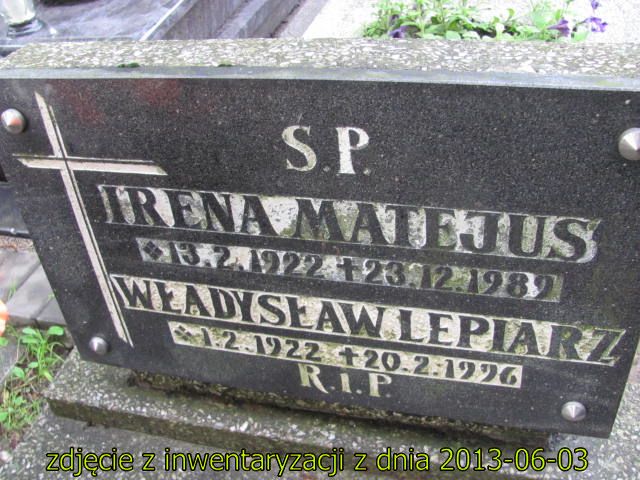 S.P.
IRENA MATEJUS
13.2.1922 ✝23.12.1989
WŁADYSŁAW LEPIARZ
1.2.1922 ✝20.2.1996
R.I.P.
zdjęcie z inwentaryzacji z dnia 2013-06-03